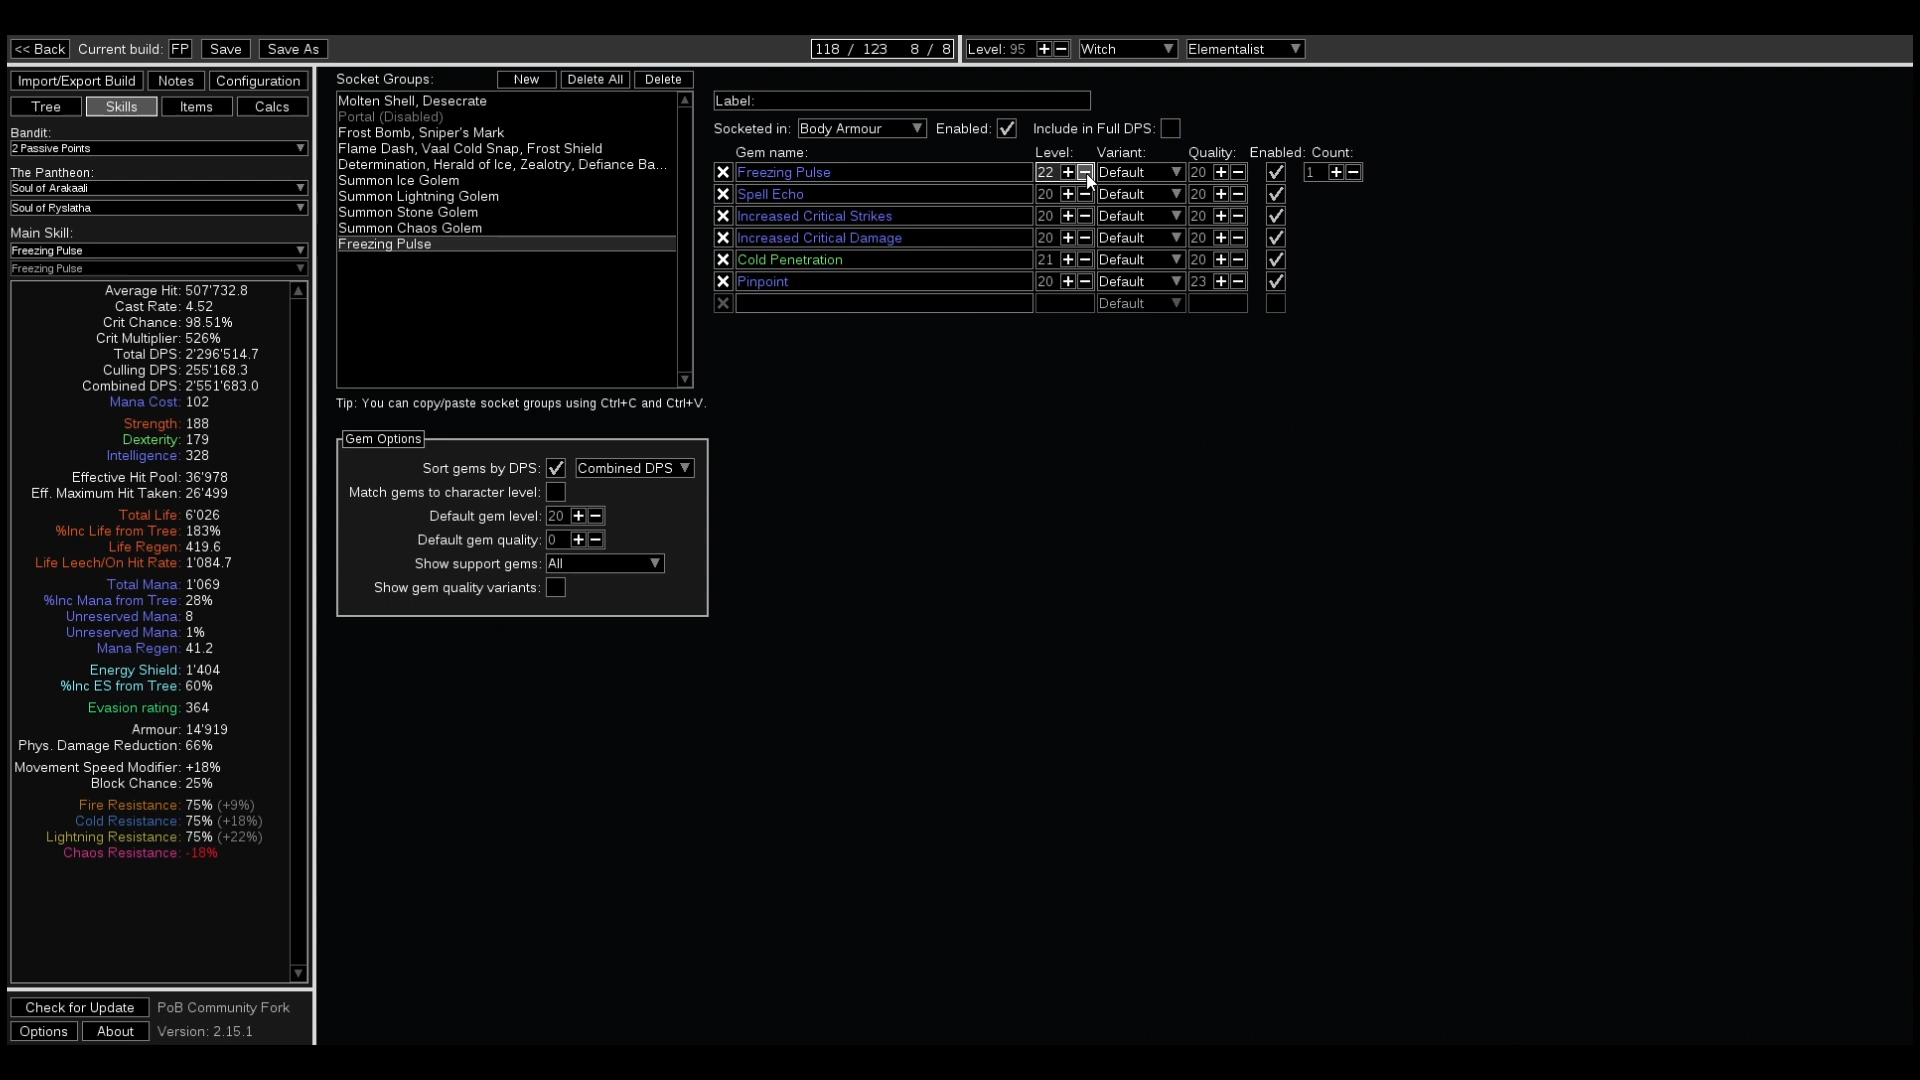 << Back Current build: FP Save Save As 118 / 123 8 / 8 Level: 95 Witch Elementalist
Import/Export Build Notes Configuration
Tree Skills Items Calcs
Bandit:
2 Passive Points
The Pantheon:
Soul of Arakaali
Soul of Ryslatha
Main Skill:
Freezing Pulse
Freezing Pulse
Average Hit: 507'732.8
Cast Rate: 4.52
Crit Chance: 98.51%
Crit Multiplier: 526%
Total DPS: 2'296'514.7
Culling DPS: 255'168.3
Combined DPS: 2'551'683.0
Mana Cost: 102
Strength: 188
Dexterity: 179
Intelligence: 328
Effective Hit Pool: 36'978
Eff. Maximum Hit Taken: 26'499
Total Life: 6'026
%Inc Life from Tree: 183%
Life Regen: 419.6
Life Leech/On Hit Rate: 1'084.7
Total Mana: 1'069
%Inc Mana from Tree: 28%
Unreserved Mana: 8
Unreserved Mana: 1%
Mana Regen: 41.2
Energy Shield: 1'404
%Inc ES from Tree: 60%
Evasion rating: 364
Armour: 14'919
Phys. Damage Reduction: 66%
Movement Speed Modifier: +18%
Block Chance: 25%
Fire Resistance: 75% (+9%)
Cold Resistance: 75% (+18%)
Lightning Resistance: 75% (+22%)
Chaos Resistance: -18%
Check for Update PoB Community Fork
Options About Version: 2.15.1
Socket Groups: New Delete All Delete
Molten Shell, Desecrate
Portal (Disabled)
Frost Bomb, Sniper's Mark
Flame Dash, Vaal Cold Snap, Frost Shield
Determination, Herald of Ice, Zealotry, Defiance Ba...
Summon Ice Golem
Summon Lightning Golem
Summon Stone Golem
Summon Chaos Golem
Freezing Pulse
Tip: You can copy/paste socket groups using Ctrl+C and Ctrl+V.
Gem Options
Sort gems by DPS: Combined DPS
Match gems to character level:
Default gem level: 20
Default gem quality: 0
Show support gems: All
Show gem quality variants:
Label:
Socketed in: Body Armour Enabled: Include in Full DPS:
Gem name: Level: Variant: Quality: Enabled: Count:
Freezing Pulse 22 Default 20 1
Spell Echo 20 Default 20
Increased Critical Strikes 20 Default 20
Increased Critical Damage 20 Default 20
Cold Penetration 21 Default 20
Pinpoint 20 Default 23
Default